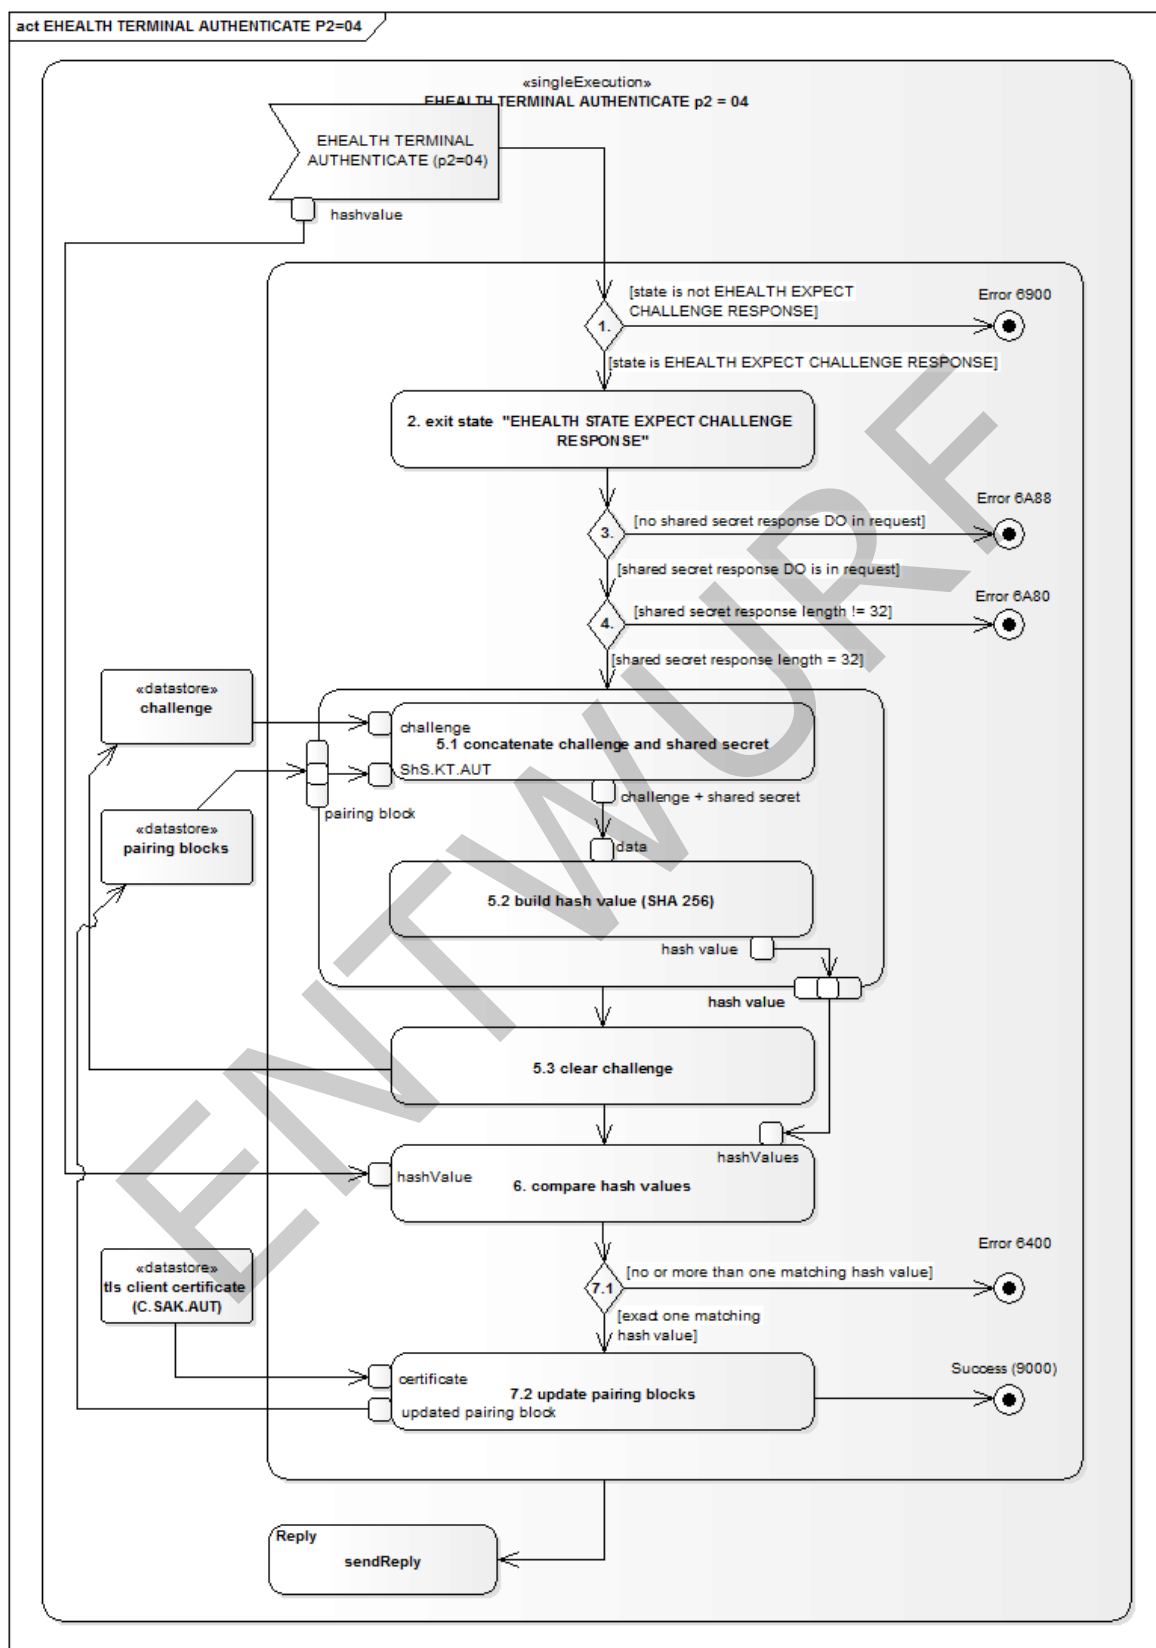 act EHEALTH TERMINAL AUTHENTICATE P2=04
«singleExecution»
EHEALTH TERMINAL AUTHENTICATE p2 = 04
EHEALTH TERMINAL
AUTHENTICATE (p2=04)
hashvalue
[state is not EHEALTH EXPECT
CHALLENGE RESPONSE]
Error 6900
1.
[state is EHEALTH EXPECT CHALLENGE RESPONSE]
2. exit state "EHEALTH STATE EXPECT CHALLENGE
RESPONSE"
Error 6A88
[no shared secret response DO in request]
3.
[shared secret response DO is in request]
Error 6A80
[shared secret response length != 32]
4.
[shared secret response length = 32]
«datastore»
challenge
challenge
5.1 concatenate challenge and shared secret
ShS.KT.AUT
challenge + shared secret
pairing block
«datastore»
pairing blocks
data
5.2 build hash value (SHA 256)
hash value
hash value
5.3 clear challenge
hashValues
hashValue
6. compare hash values
Error 6400
«datastore»
tls client certificate
(C.SAK.AUT)
[no or more than one matching hash value]
7.1
[exact one matching
hash value]
Success (9000)
certificate
7.2 update pairing blocks
updated pairing block
Reply
sendReply
ENTWURF